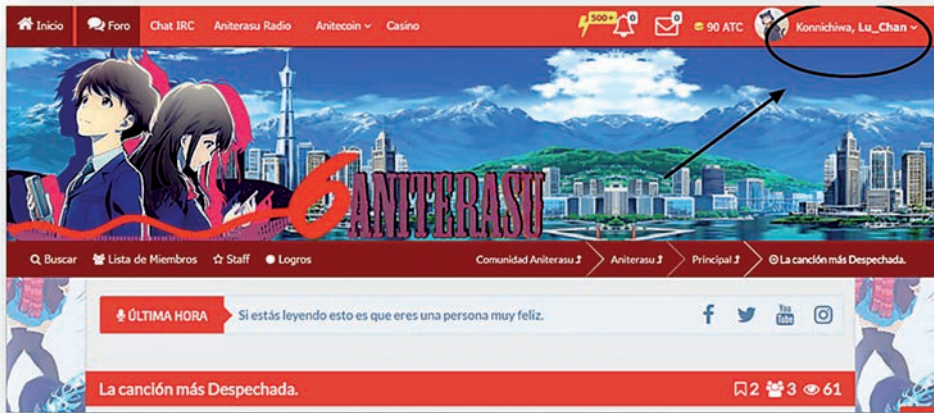 Inicio Foro Chat IRC Aniterasu Radio Anitecoin Casino 500+ 0 0 90 ATC Konnichiwa, Lu_Chan
6 ANITERASU
Buscar Lista de Miembros Staff Logros Comunidad Aniterasu Aniterasu Principal La canción más Despechada.
ÚLTIMA HORA Si estás leyendo esto es que eres una persona muy feliz. You Tube
La canción más Despechada. 2 3 61